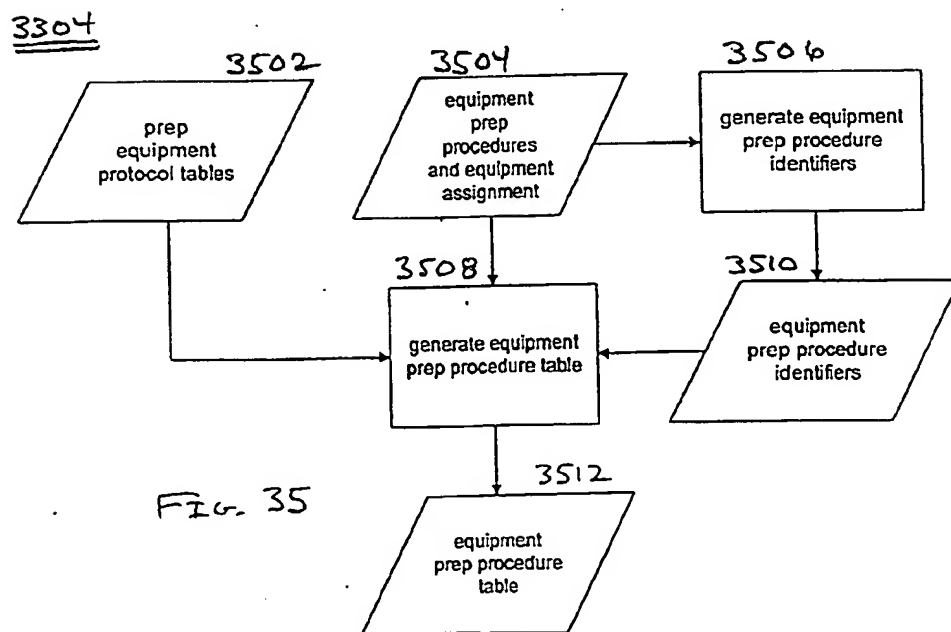 3304
3502
prep
equipment
protocol tables
3504
equipment
prep
procedures
and equipment
assignment
3506
generate equipment
prep procedure
identifiers
3508
generate equipment
prep procedure table
3510
equipment
prep procedure
identifiers
FIG. 35
3512
equipment
prep procedure
table